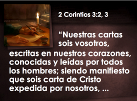 2 Corintios 3:2, 3
"Nuestras cartas
sois vosotros,
escritas en nuestros corazones,
conocidas y leídas por todos
los hombres; siendo manifiesto
que sois carta de Cristo
expedida por nosotros, ...